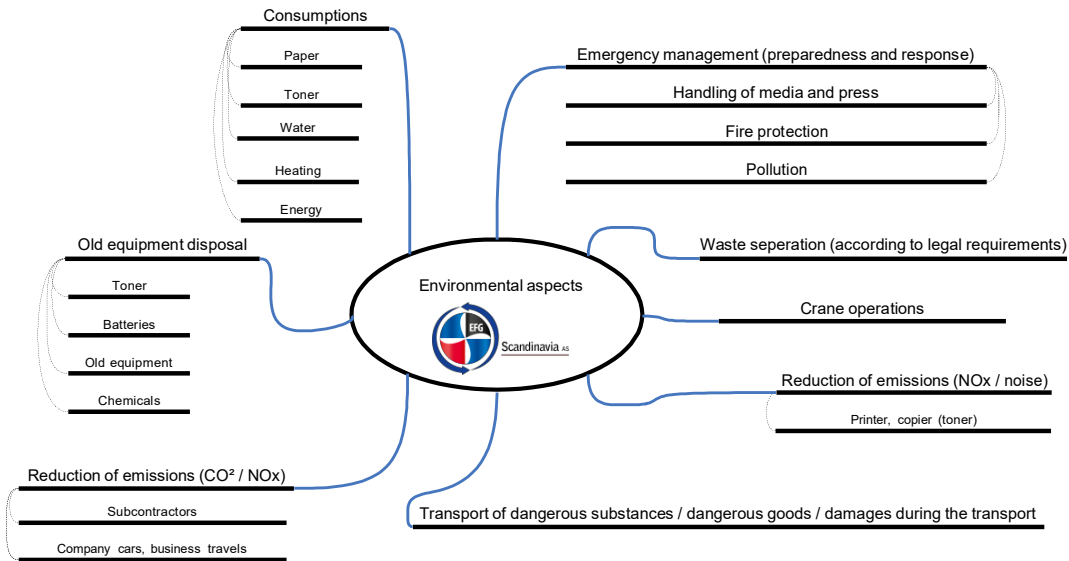 Consumptions
Paper
Toner
Water
Heating
Energy
Emergency management (preparedness and response)
Handling of media and press
Fire protection
Pollution
Old equipment disposal
Toner
Batteries
Old equipment
Chemicals
Environmental aspects
EFG
Scandinavia AS
Waste seperation (according to legal requirements)
Crane operations
Reduction of emissions (NOx / noise)
Printer, copier (toner)
Reduction of emissions (CO² / NOx)
Subcontractors
Company cars, business travels
Transport of dangerous substances / dangerous goods / damages during the transport